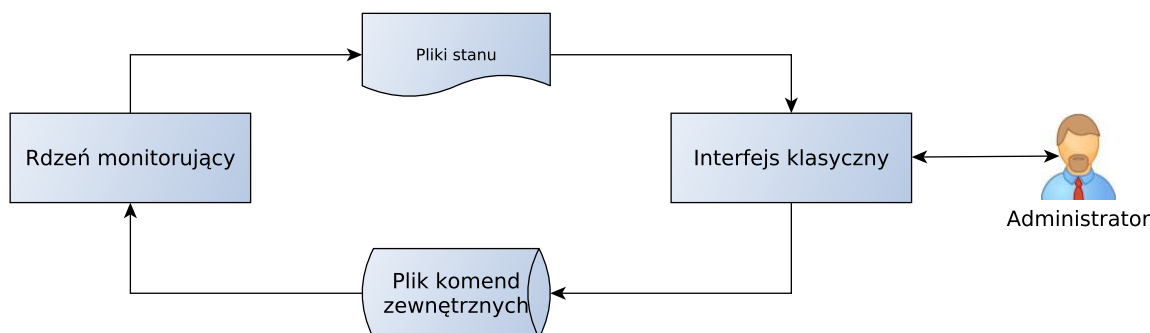 Pliki stanu
Rdzeń monitorujący
Interfejs klasyczny
Administrator
Plik komend
zewnętrznych